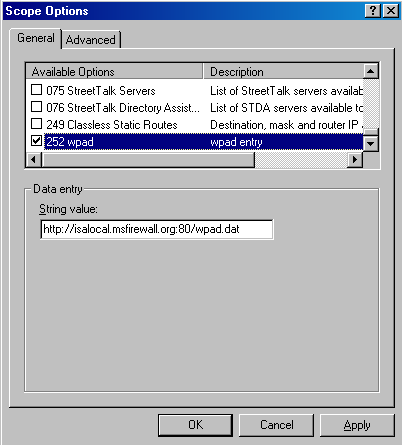 Scope Options
General Advanced
Available Options Description
075 StreetTalk Servers List of StreetTalk servers availab
076 StreetTalk Directory Assist... List of STDA servers available to
249 Classless Static Routes Destination, mask and router IP
252 wpad wpad entry
Data entry
String value:
http://isalocal.msfirewall.org:80/wpad.dat
OK Cancel Apply